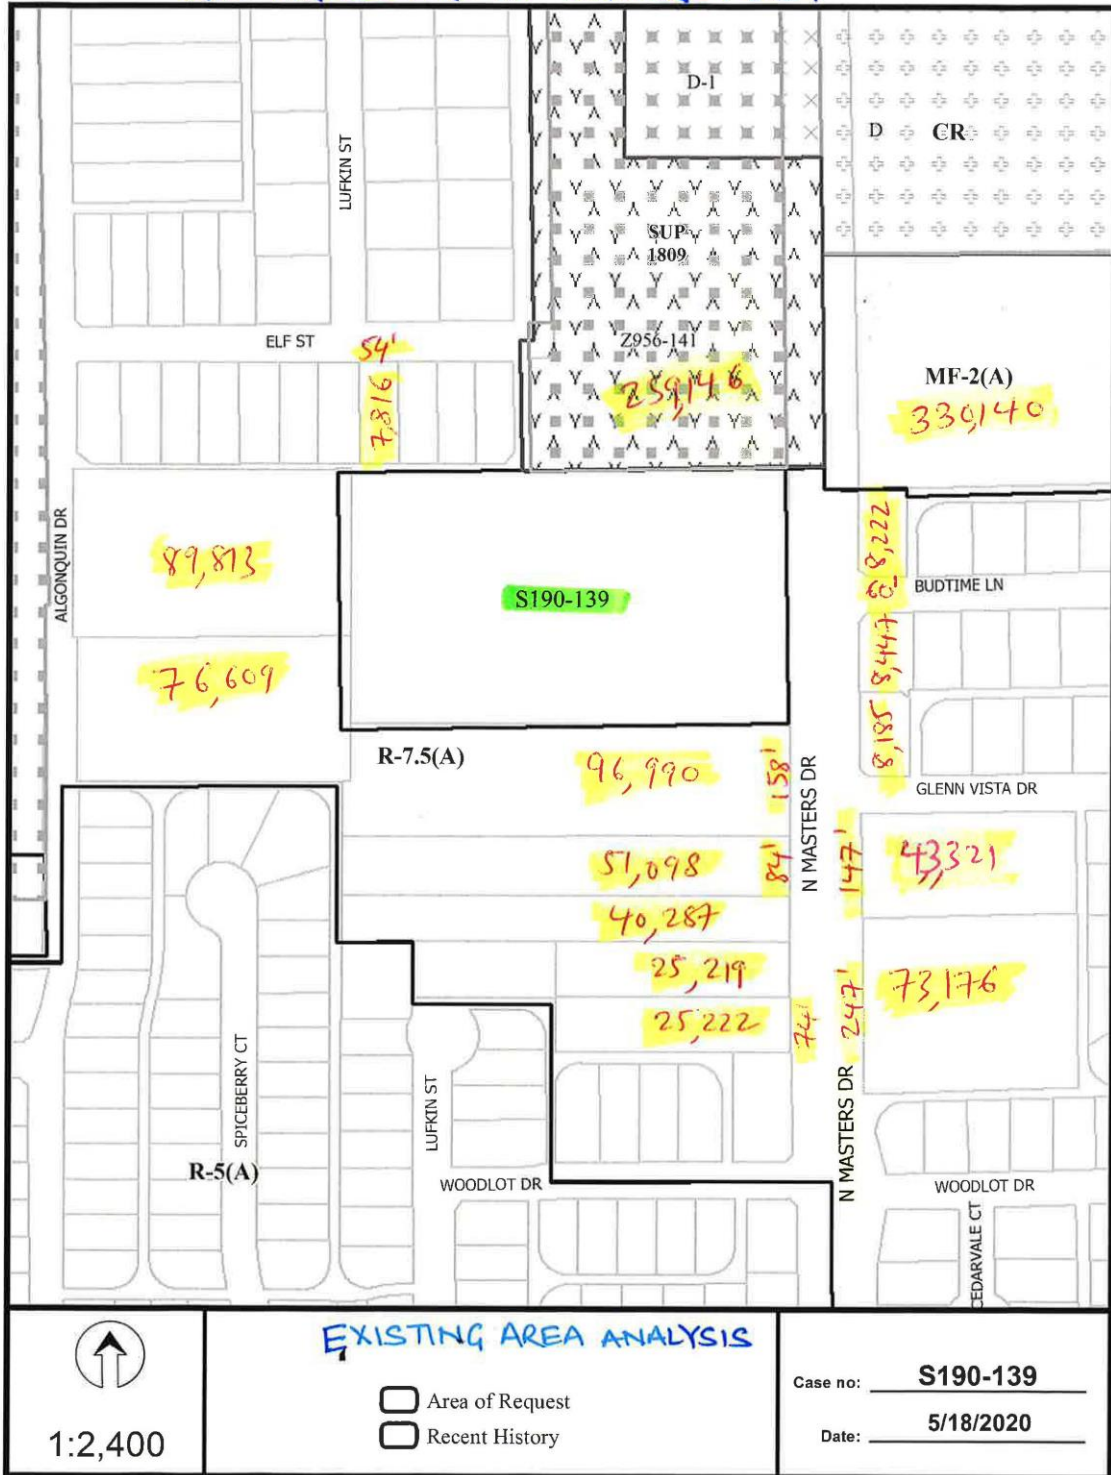 D-1
D
CR
LUFKIN ST
SUP
1809
ELF ST
54'
Z956-141
MF-2(A)
7,816
259,146
330,140
ALGONQUIN DR
89,813
S190-139
8,222
60'
BUDTIME LN
76,609
8,447
8,185
R-7.5(A)
96,990
158'
N MASTERS DR
GLENN VISTA DR
51,098
84'
147'
43,321
40,287
25,219
247'
73,176
25,222
74'
SPICEBERRY CT
LUFKIN ST
N MASTERS DR
R-5(A)
WOODLOT DR
WOODLOT DR
CEDARVALE CT
EXISTING AREA ANALYSIS
1:2,400
Area of Request
Recent History
Case no: S190-139
Date: 5/18/2020